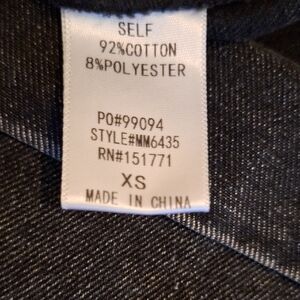 SELF
92%COTTON
8%POLYESTER
PO#99094
STYLE#MM6435
RN#151771
XS
MADE IN CHINA